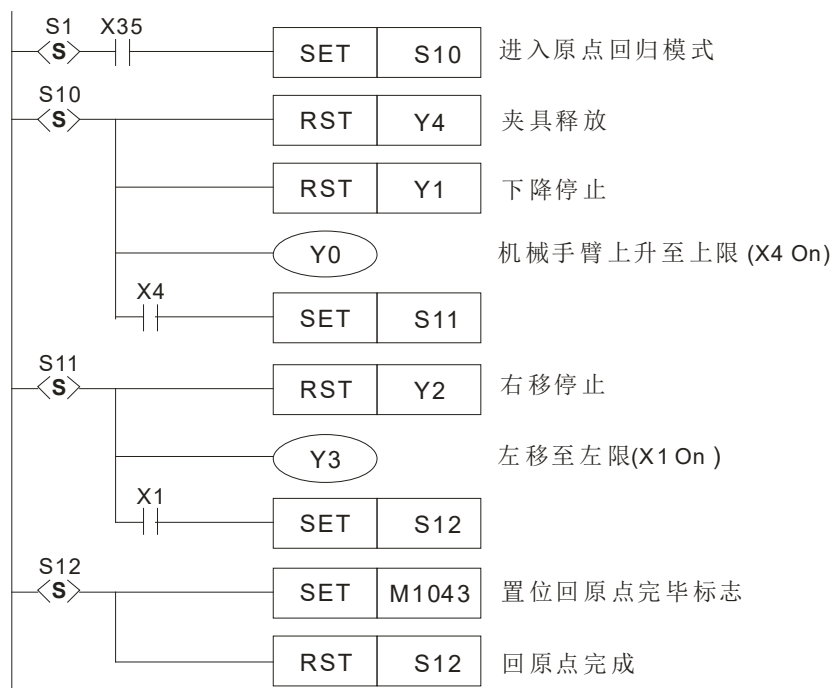 S1 X35
S SET S10 进入原点回归模式
S10
S RST Y4 夹具释放
RST Y1 下降停止
Y0 机械手臂上升至上限 (X4 On)
X4
SET S11
S11
S RST Y2 右移停止
Y3 左移至左限(X1 On )
X1
SET S12
S12
S SET M1043 置位回原点完毕标志
RST S12 回原点完成